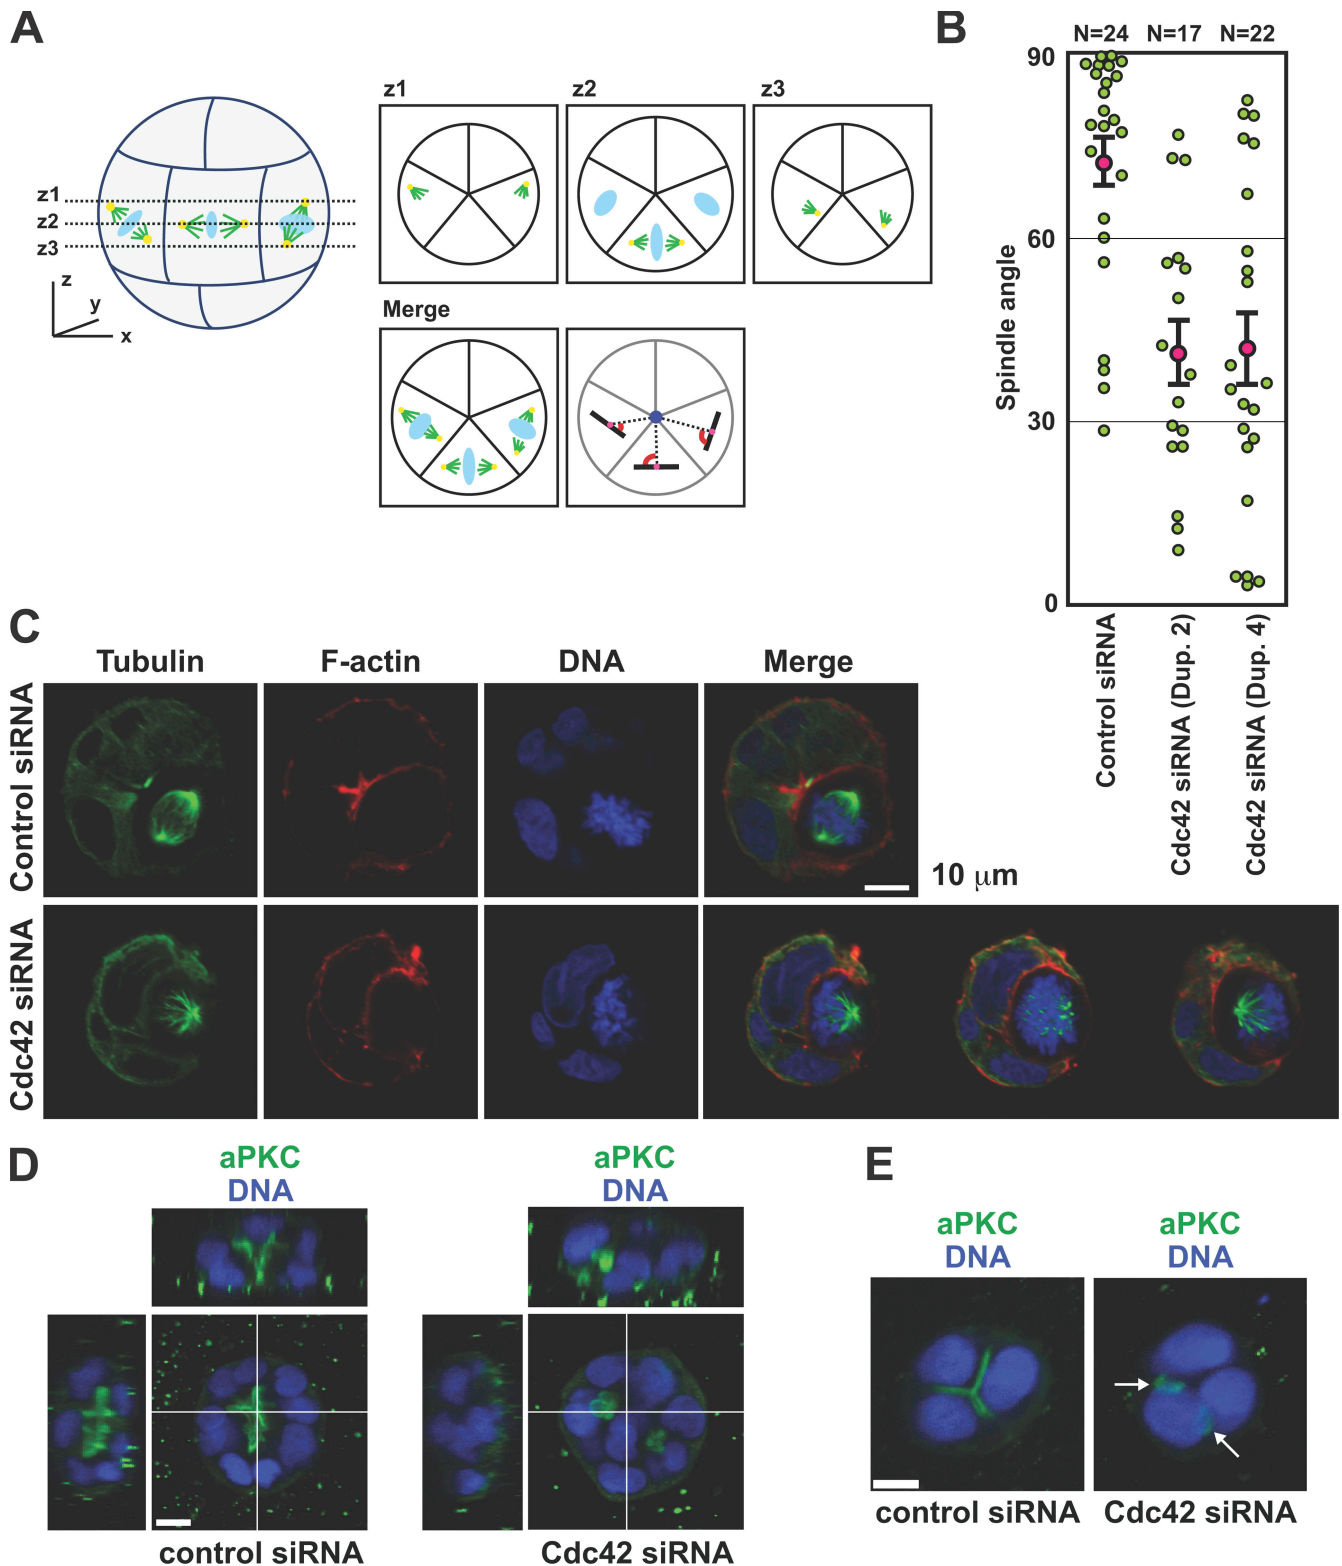 A
z1
z2
z3
z
y
x
z1
z2
z3
Merge
B
N=24 N=17 N=22
90
60
30
0
Spindle angle
Control siRNA
Cdc42 siRNA (Dup. 2)
Cdc42 siRNA (Dup. 4)
C
Tubulin F-actin DNA Merge
Control siRNA
10 μm
Cdc42 siRNA
D
aPKC
DNA
control siRNA
aPKC
DNA
Cdc42 siRNA
E
aPKC
DNA
control siRNA
aPKC
DNA
Cdc42 siRNA